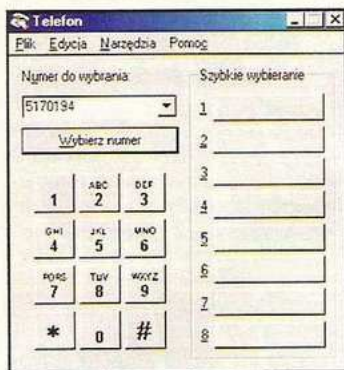 Telefon
Plik Edycja Narzędzia Pomoc
Numer do wybrania:
5170194
Wybierz numer
1 ABC 2 DEF 3
GHI 4 JKL 5 MNO 6
PQRS 7 TUV 8 WXYZ 9
* 0 #
Szybkie wybieranie
1
2
3
4
5
6
7
8